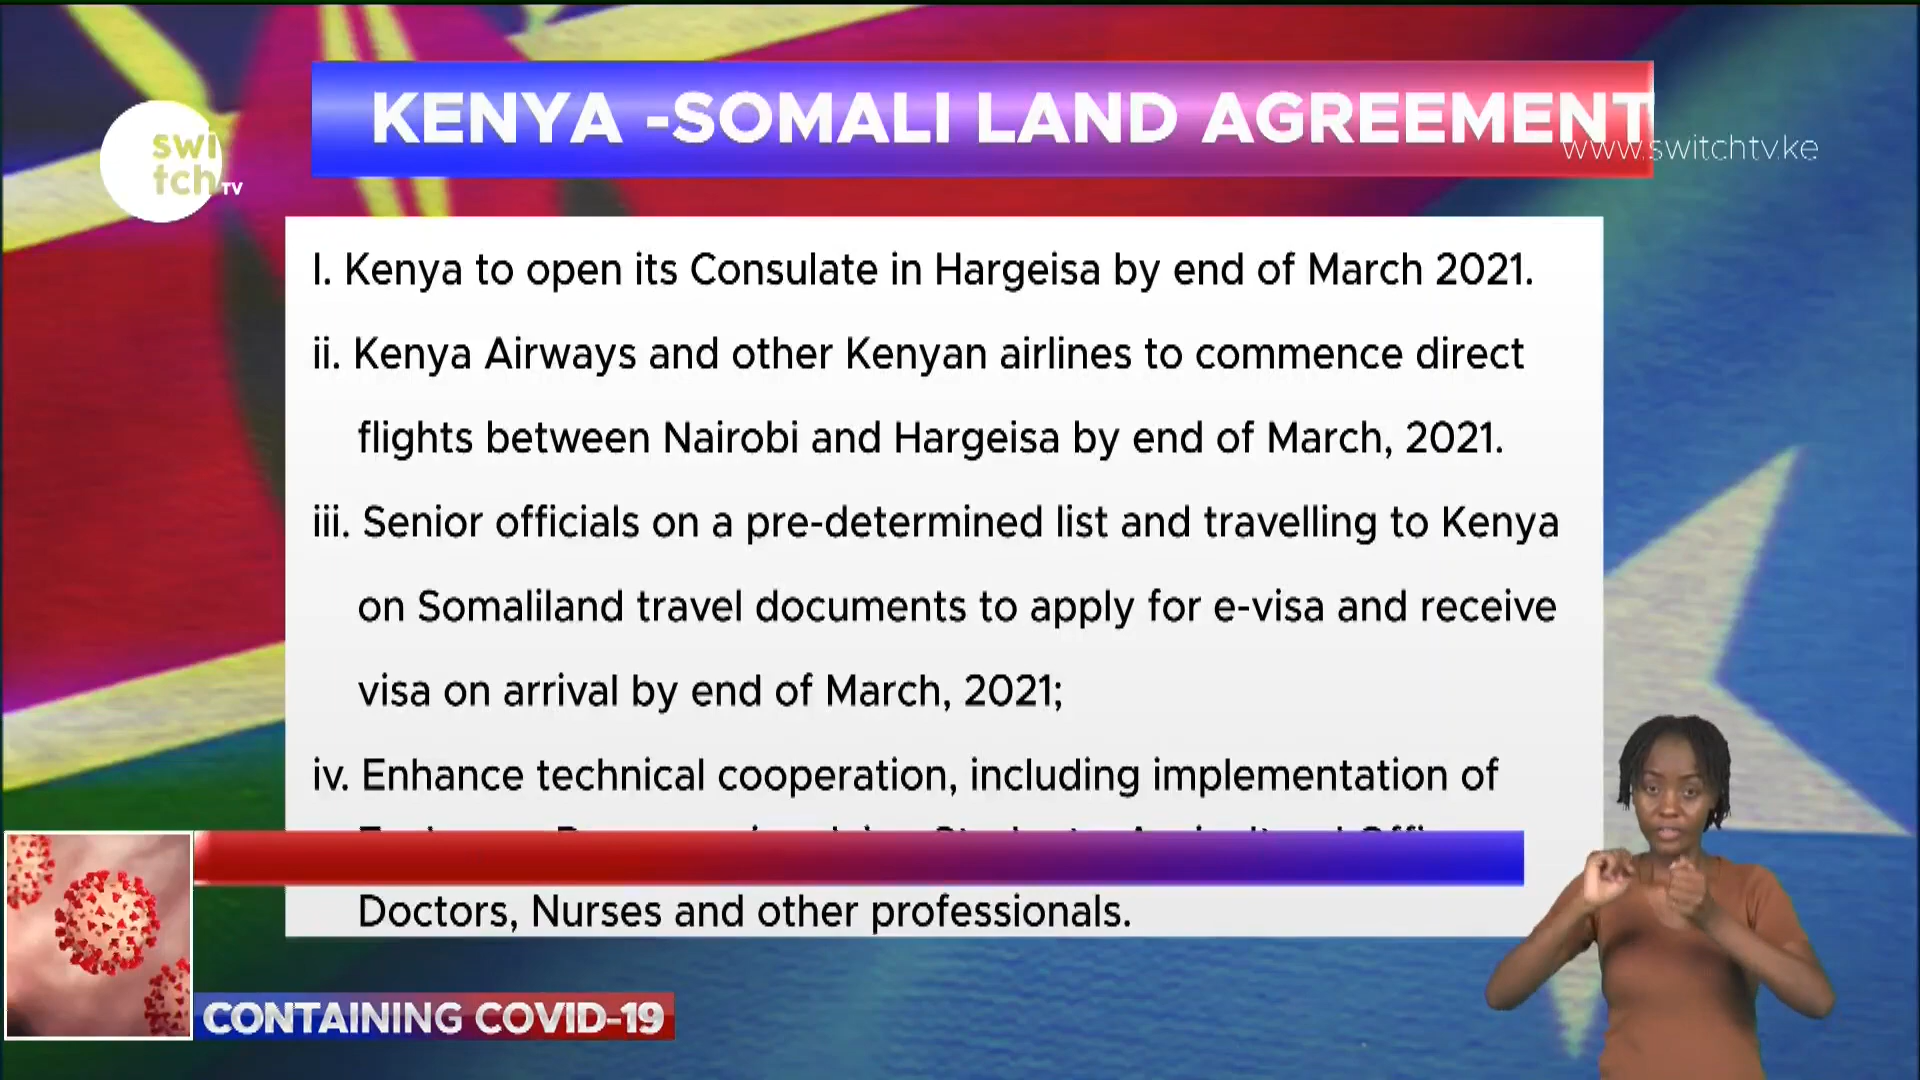 KENYA -SOMALI LAND AGREEMENT
www.switchtv.ke
swi
tch TV
I. Kenya to open its Consulate in Hargeisa by end of March 2021.
ii. Kenya Airways and other Kenyan airlines to commence direct
flights between Nairobi and Hargeisa by end of March, 2021.
iii. Senior officials on a pre-determined list and travelling to Kenya
on Somaliland travel documents to apply for e-visa and receive
visa on arrival by end of March, 2021;
iv. Enhance technical cooperation, including implementation of
Doctors, Nurses and other professionals.
CONTAINING COVID-19